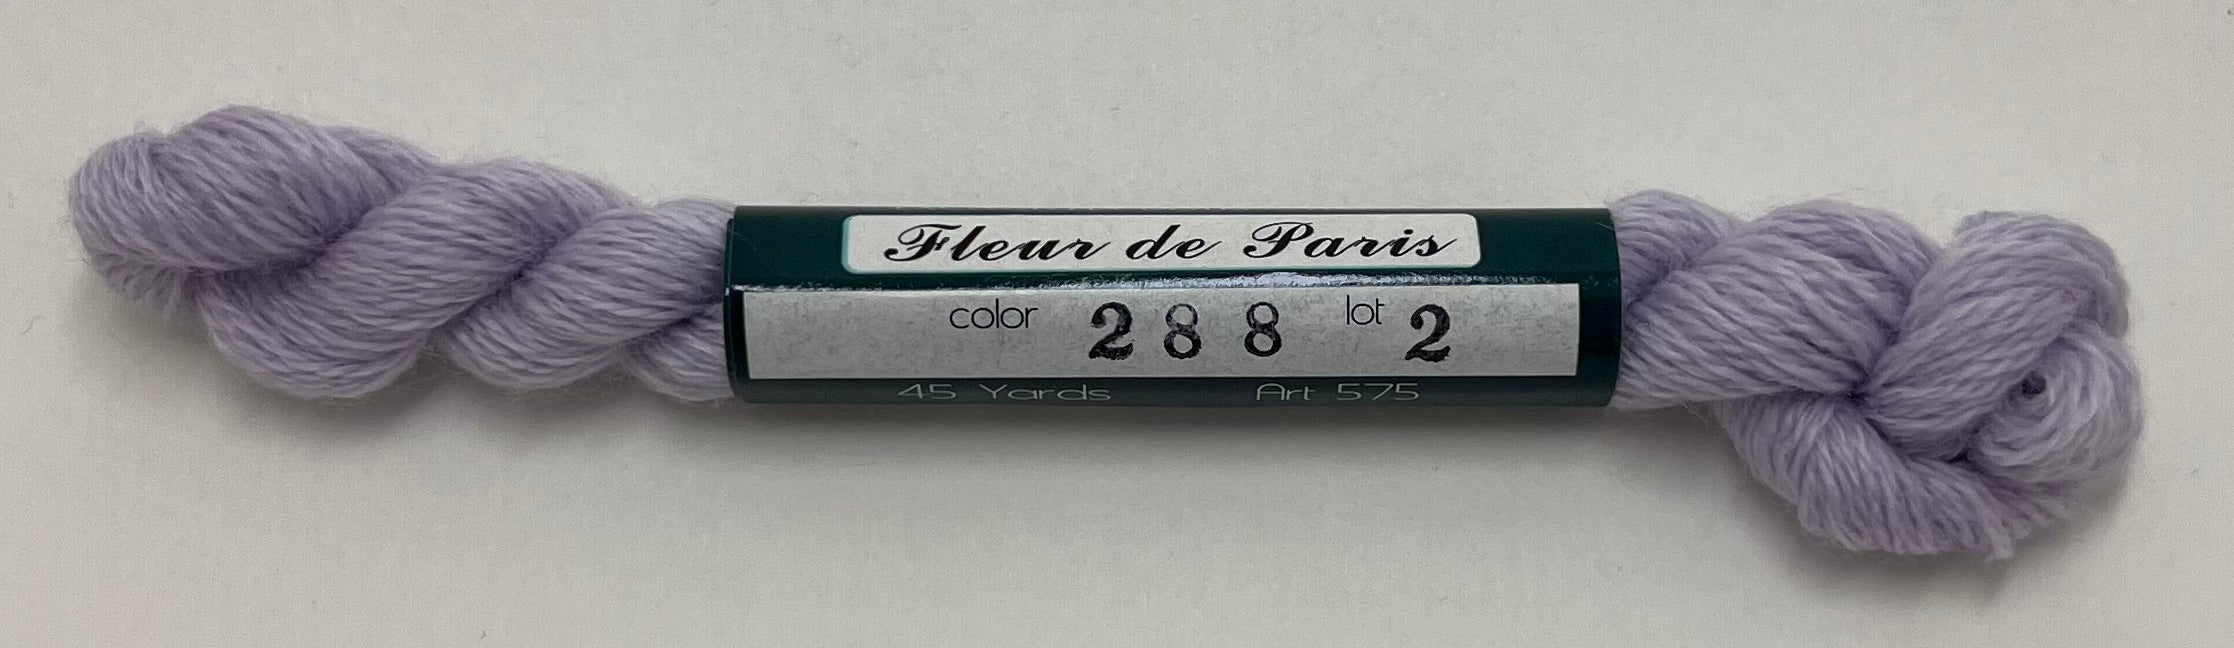 Fleur de Paris
color 288 lot 2
45 Yards Art 575